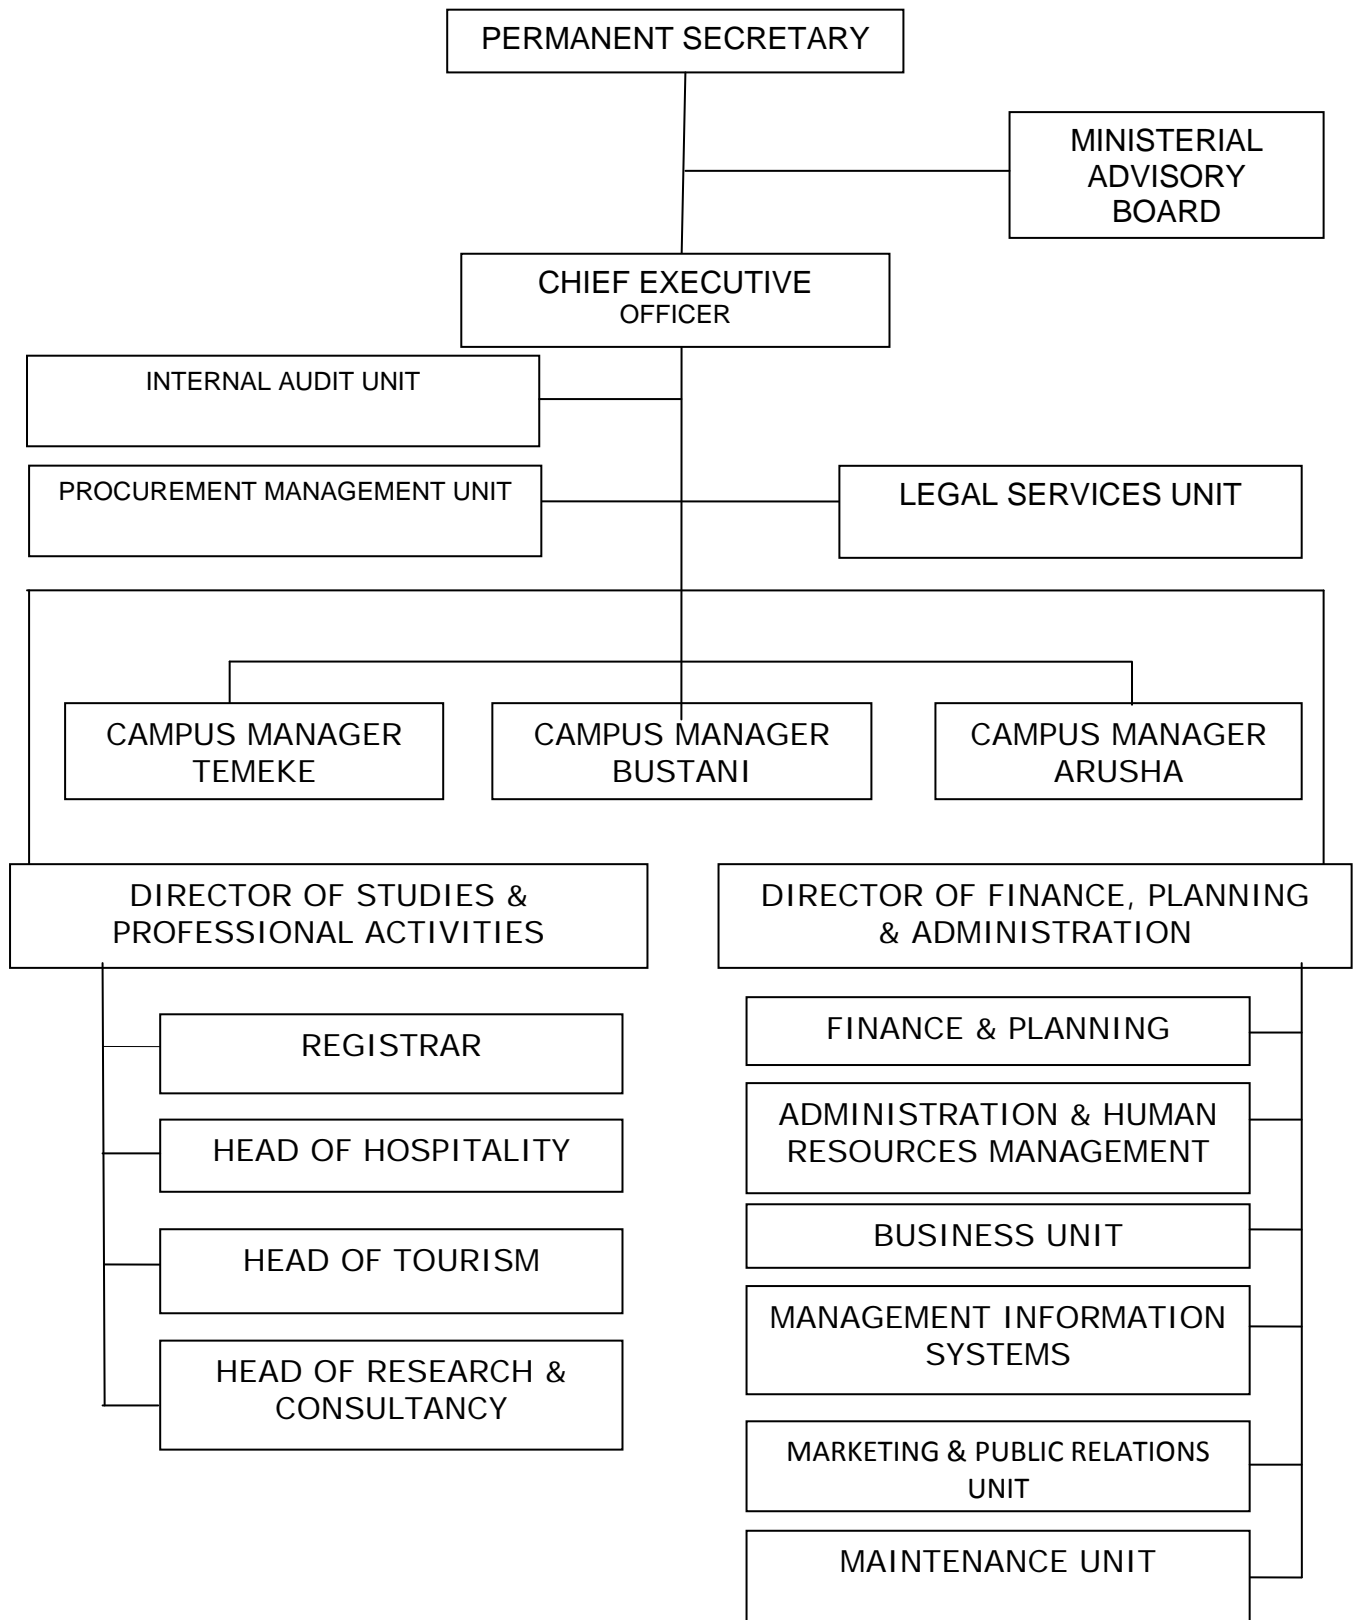 PERMANENT SECRETARY
MINISTERIAL
ADVISORY
BOARD
CHIEF EXECUTIVE
OFFICER
INTERNAL AUDIT UNIT
PROCUREMENT MANAGEMENT UNIT
LEGAL SERVICES UNIT
CAMPUS MANAGER
TEMEKE
CAMPUS MANAGER
BUSTANI
CAMPUS MANAGER
ARUSHA
DIRECTOR OF STUDIES &
PROFESSIONAL ACTIVITIES
REGISTRAR
HEAD OF HOSPITALITY
HEAD OF TOURISM
HEAD OF RESEARCH &
CONSULTANCY
DIRECTOR OF FINANCE, PLANNING
& ADMINISTRATION
FINANCE & PLANNING
ADMINISTRATION & HUMAN
RESOURCES MANAGEMENT
BUSINESS UNIT
MANAGEMENT INFORMATION
SYSTEMS
MARKETING & PUBLIC RELATIONS
UNIT
MAINTENANCE UNIT